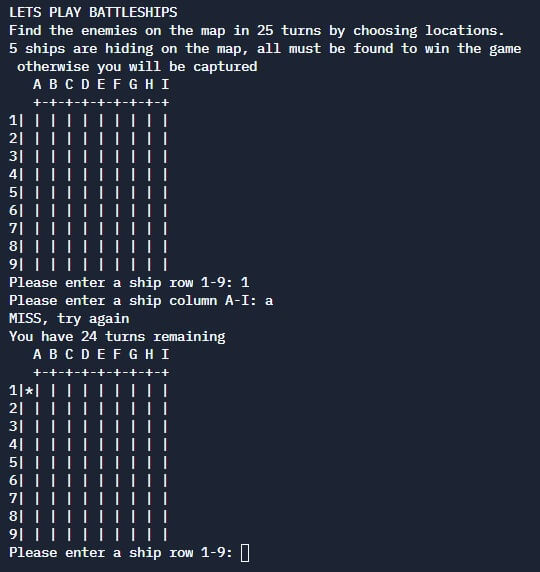 LETS PLAY BATTLESHIPS
Find the enemies on the map in 25 turns by choosing locations.
5 ships are hiding on the map, all must be found to win the game
 otherwise you will be captured
   A B C D E F G H I
   +-+-+-+-+-+-+-+-+
1| | | | | | | | | |
2| | | | | | | | | |
3| | | | | | | | | |
4| | | | | | | | | |
5| | | | | | | | | |
6| | | | | | | | | |
7| | | | | | | | | |
8| | | | | | | | | |
9| | | | | | | | | |
Please enter a ship row 1-9: 1
Please enter a ship column A-I: a
MISS, try again
You have 24 turns remaining
   A B C D E F G H I
   +-+-+-+-+-+-+-+-+
1|*| | | | | | | | |
2| | | | | | | | | |
3| | | | | | | | | |
4| | | | | | | | | |
5| | | | | | | | | |
6| | | | | | | | | |
7| | | | | | | | | |
8| | | | | | | | | |
9| | | | | | | | | |
Please enter a ship row 1-9: